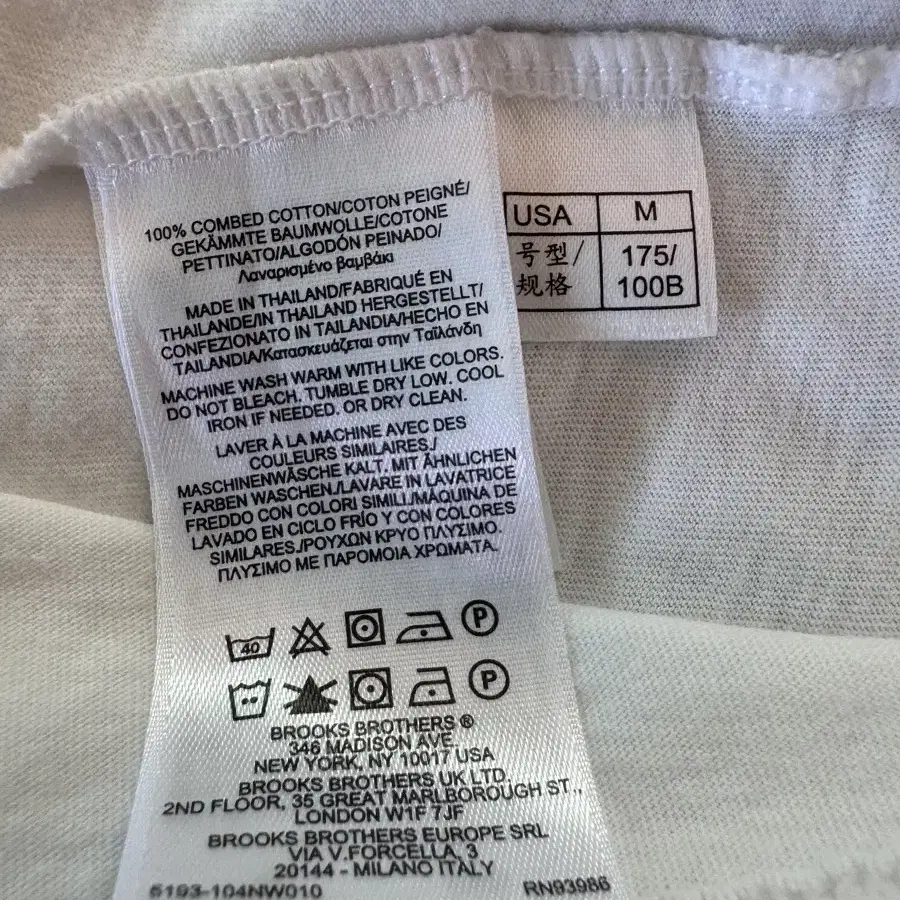 100% COMBED COTTON/COTON PEIGNÉ/
GEKÄMMTE BAUMWOLLE/COTONE
PETTINATO/ALGODÓN PEINADO/
Λαναρισμένο βαμβάκι
MADE IN THAILAND/FABRIQUÉ EN
THAILANDE/IN THAILAND HERGESTELLT/
CONFEZIONATO IN TAILANDIA/HECHO EN
TAILANDIA/Κατασκευάζεται στην Ταϊλάνδη
MACHINE WASH WARM WITH LIKE COLORS.
DO NOT BLEACH. TUMBLE DRY LOW. COOL
IRON IF NEEDED. OR DRY CLEAN.
LAVER À LA MACHINE AVEC DES
COULEURS SIMILAIRES./
MASCHINENWÄSCHE KALT. MIT ÄHNLICHEN
FARBEN WASCHEN./LAVARE IN LAVATRICE
FREDDO CON COLORI SIMILI./MÁQUINA DE
LAVADO EN CICLO FRÍO Y CON COLORES
SIMILARES./ΡΟΥΧΩΝ ΚΡΥΟ ΠΛΥΣΙΜΟ.
ΠΛΥΣΙΜΟ ΜΕ ΠΑΡΟΜΟΙΑ ΧΡΩΜΑΤΑ.
40 P
P
BROOKS BROTHERS ®
346 MADISON AVE.
NEW YORK, NY 10017 USA
BROOKS BROTHERS UK LTD.
2ND FLOOR, 35 GREAT MARLBOROUGH ST.,
LONDON W1F 7JF
BROOKS BROTHERS EUROPE SRL
VIA V.FORCELLA, 3
20144 - MILANO ITALY
5193-104NW010 RN93986
USA M
号型/ 175/
规格 100B